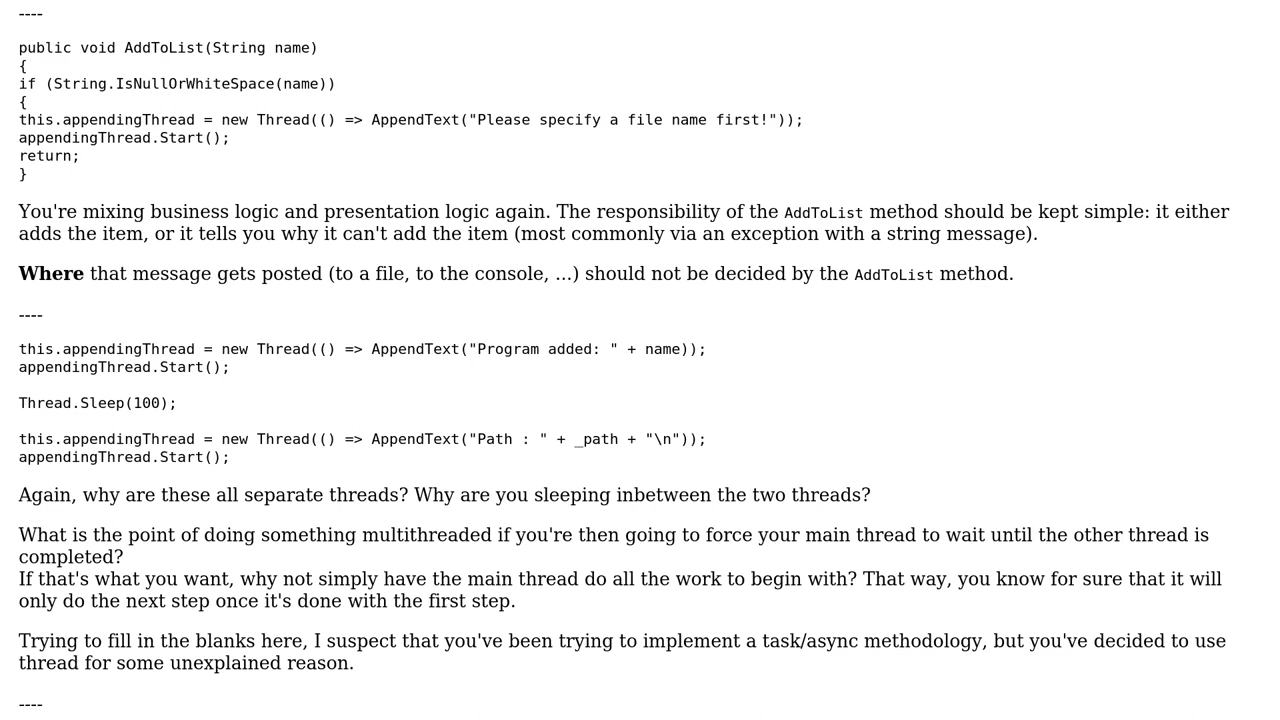 ----
public void AddToList(String name)
{
if (String.IsNullOrWhiteSpace(name))
{
this.appendingThread = new Thread(() => AppendText("Please specify a file name first!"));
appendingThread.Start();
return;
}
You're mixing business logic and presentation logic again. The responsibility of the AddToList method should be kept simple: it either
adds the item, or it tells you why it can't add the item (most commonly via an exception with a string message).
Where that message gets posted (to a file, to the console, ...) should not be decided by the AddToList method.
----
this.appendingThread = new Thread(() => AppendText("Program added: " + name));
appendingThread.Start();
Thread.Sleep(100);
this.appendingThread = new Thread(() => AppendText("Path : " + _path + "\n"));
appendingThread.Start();
Again, why are these all separate threads? Why are you sleeping inbetween the two threads?
What is the point of doing something multithreaded if you're then going to force your main thread to wait until the other thread is
completed?
If that's what you want, why not simply have the main thread do all the work to begin with? That way, you know for sure that it will
only do the next step once it's done with the first step.
Trying to fill in the blanks here, I suspect that you've been trying to implement a task/async methodology, but you've decided to use
thread for some unexplained reason.
----